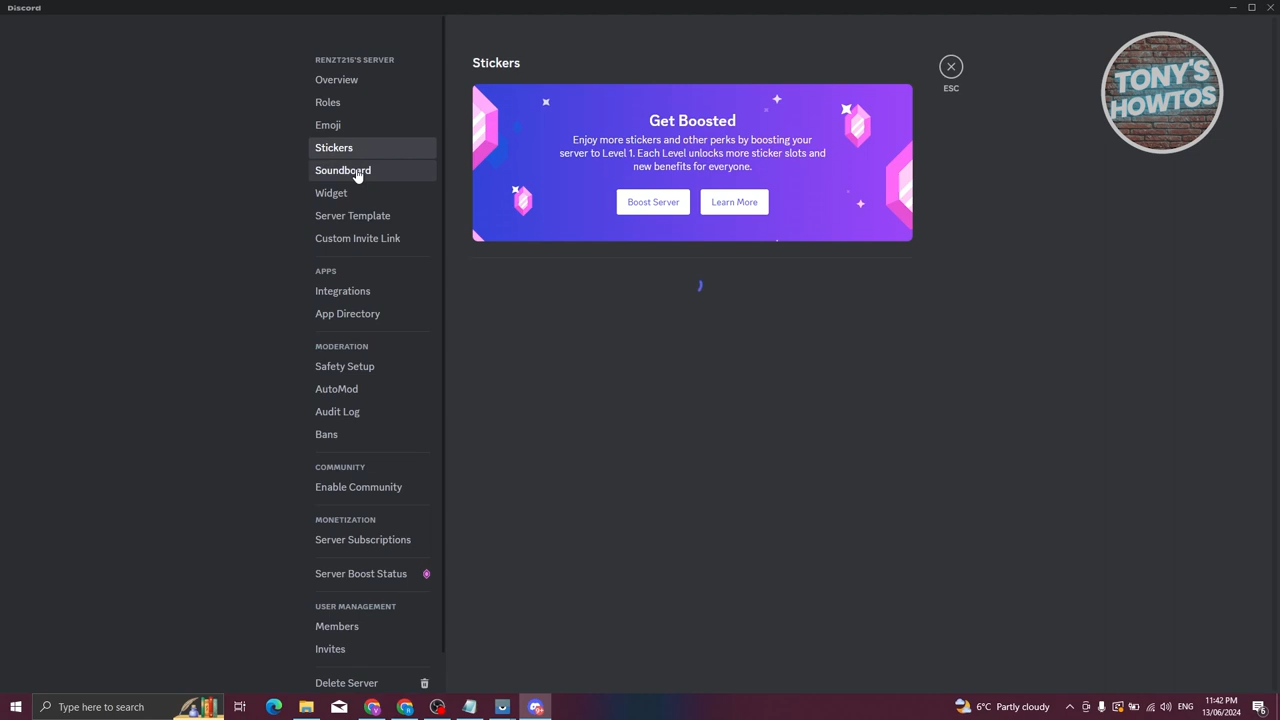 Discord
RENZT215'S SERVER
Overview
Roles
Emoji
Stickers
Soundboard
Widget
Server Template
Custom Invite Link
APPS
Integrations
App Directory
MODERATION
Safety Setup
AutoMod
Audit Log
Bans
COMMUNITY
Enable Community
MONETIZATION
Server Subscriptions
Server Boost Status
USER MANAGEMENT
Members
Invites
Delete Server
Stickers
Get Boosted
Enjoy more stickers and other perks by boosting your
server to Level 1. Each Level unlocks more sticker slots and
new benefits for everyone.
Boost Server
Learn More
ESC
TONY'S
HOWTOS
Type here to search
6°C Partly cloudy
ENG
11:42 PM
13/06/2024
6